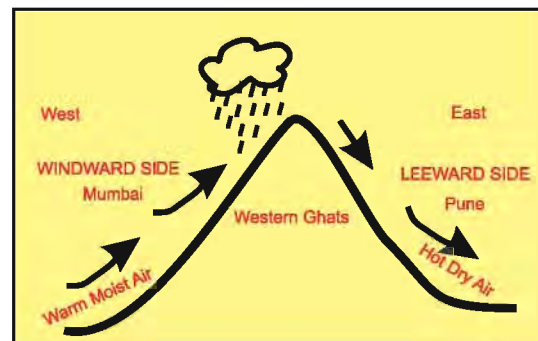 West
East
WINDWARD SIDE
Mumbai
LEEWARD SIDE
Pune
Western Ghats
Warm Moist Air
Hot Dry Air